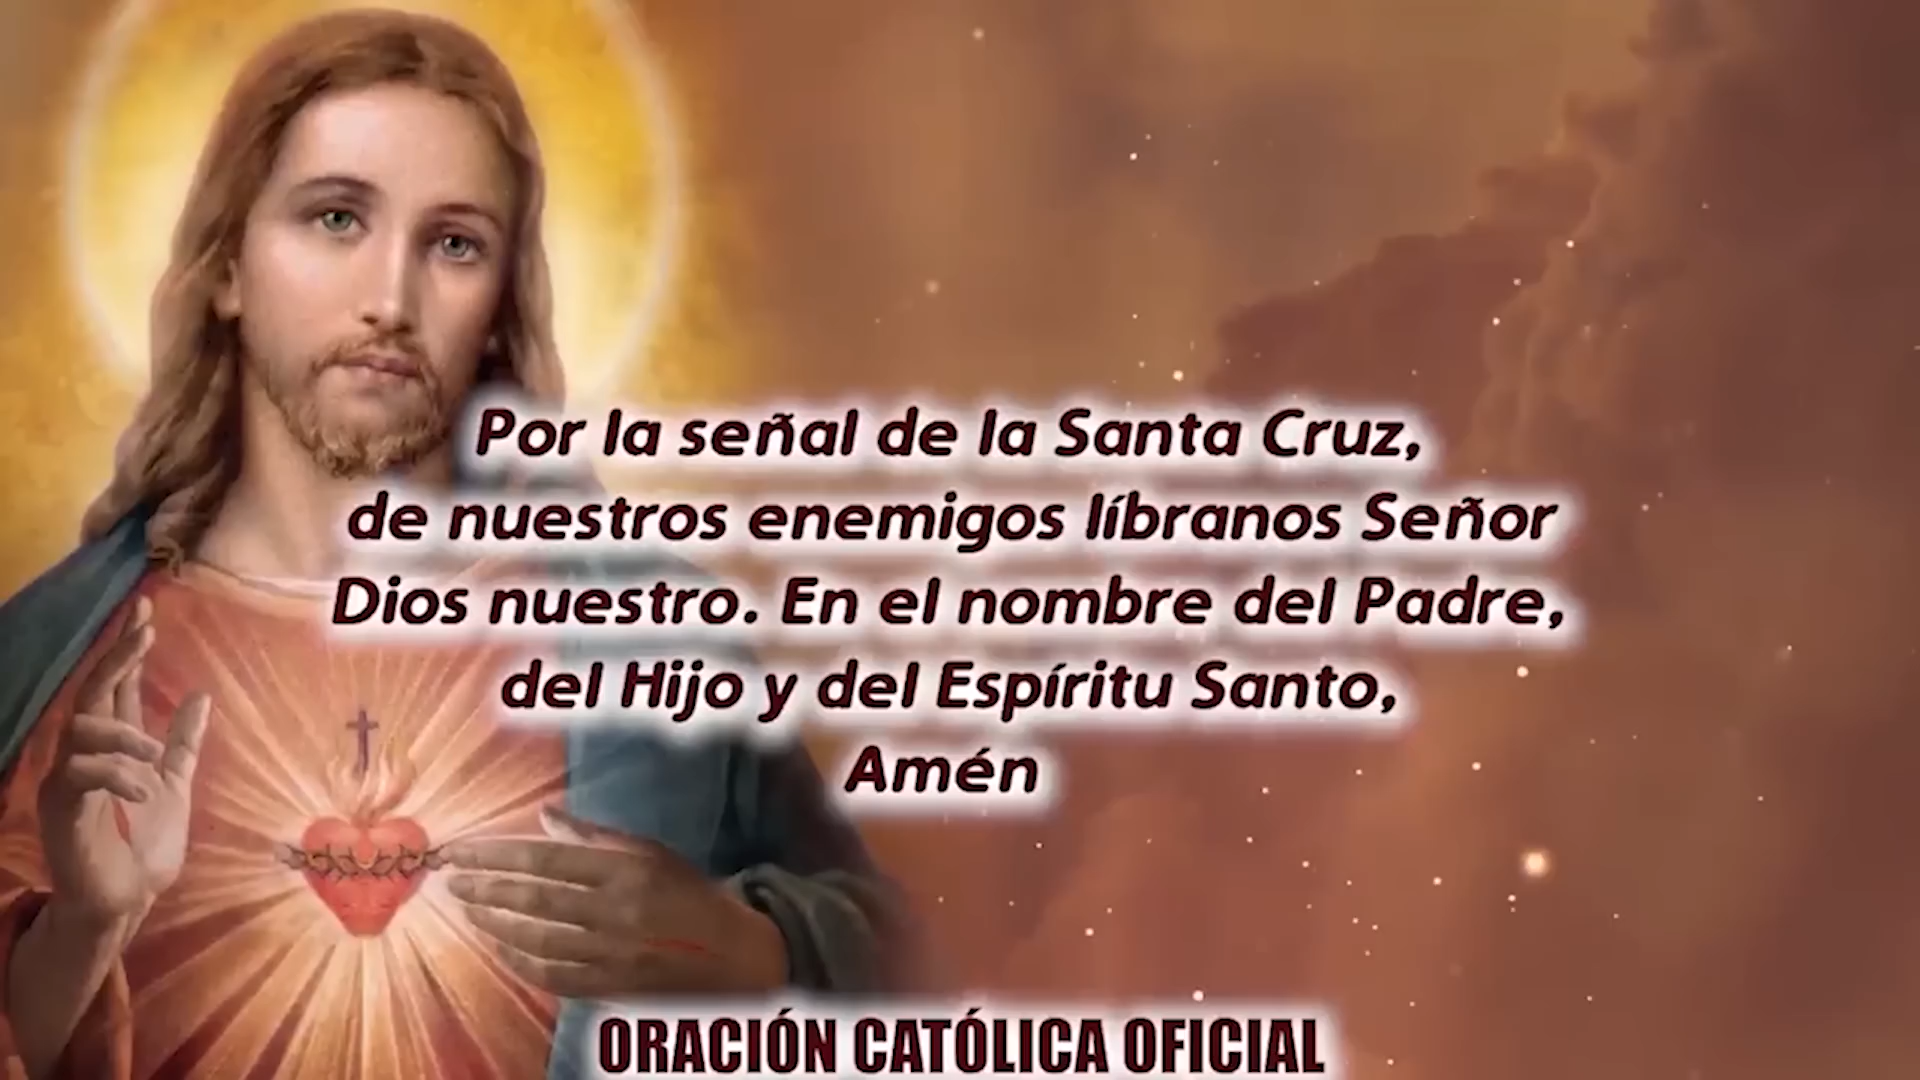 Por la señal de la Santa Cruz,
de nuestros enemigos líbranos Señor
Dios nuestro. En el nombre del Padre,
del Hijo y del Espíritu Santo,
Amén
ORACIÓN CATÓLICA OFICIAL